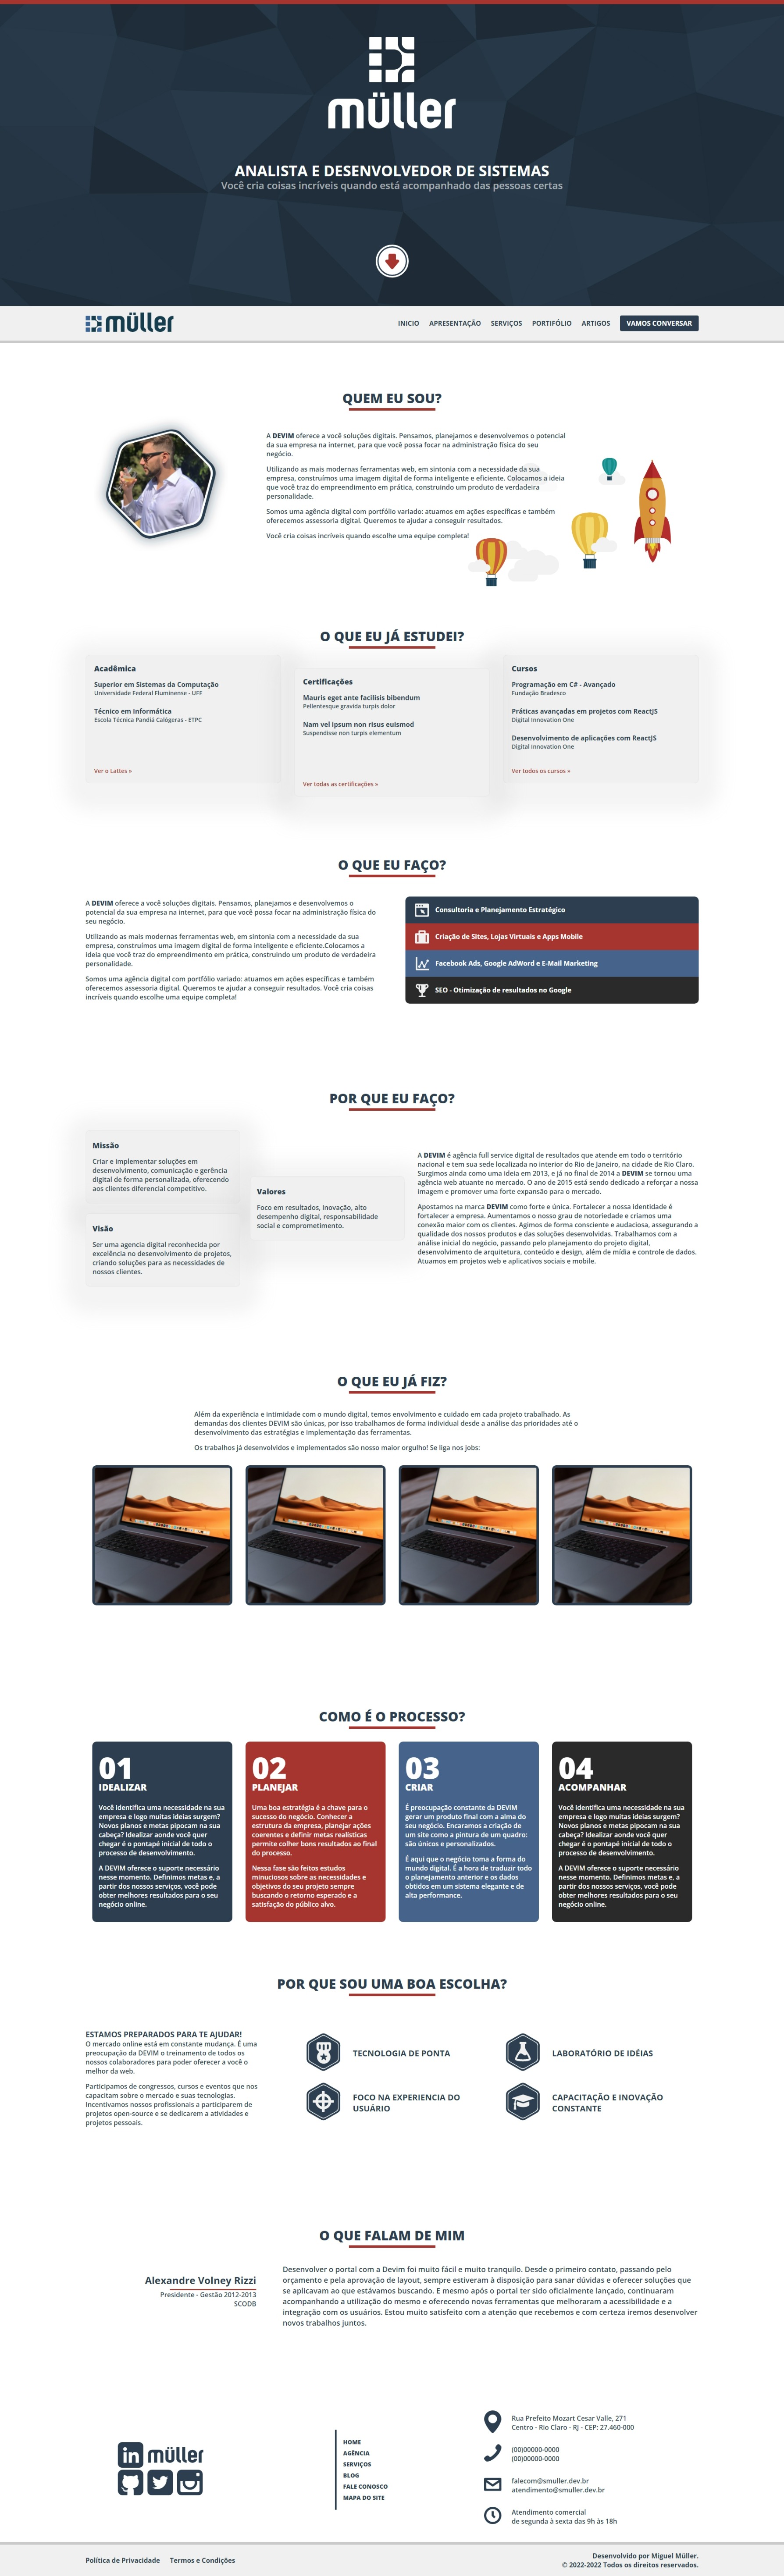 müller
ANALISTA E DESENVOLVEDOR DE SISTEMAS
Você cria coisas incríveis quando está acompanhado das pessoas certas
müller
INICIO APRESENTAÇÃO SERVIÇOS PORTIFÓLIO ARTIGOS VAMOS CONVERSAR
QUEM EU SOU?
A DEVIM oferece a você soluções digitais. Pensamos, planejamos e desenvolvemos o potencial
da sua empresa na internet, para que você possa focar na administração física do seu
negócio.
Utilizando as mais modernas ferramentas web, em sintonia com a necessidade da sua
empresa, construímos uma imagem digital de forma inteligente e eficiente. Colocamos a ideia
que você traz do empreendimento em prática, construindo um produto de verdadeira
personalidade.
Somos uma agência digital com portfólio variado: atuamos em ações específicas e também
oferecemos assessoria digital. Queremos te ajudar a conseguir resultados.
Você cria coisas incríveis quando escolhe uma equipe completa!
O QUE EU JÁ ESTUDEI?
Acadêmica
Superior em Sistemas da Computação
Universidade Federal Fluminense - UFF
Técnico em Informática
Escola Técnica Pandiá Calógeras - ETPC
Ver o Lattes »
Certificações
Mauris eget ante facilisis bibendum
Pellentesque gravida turpis dolor
Nam vel ipsum non risus euismod
Suspendisse non turpis elementum
Ver todas as certificações »
Cursos
Programação em C# - Avançado
Fundação Bradesco
Práticas avançadas em projetos com ReactJS
Digital Innovation One
Desenvolvimento de aplicações com ReactJS
Digital Innovation One
Ver todos os cursos »
O QUE EU FAÇO?
A DEVIM oferece a você soluções digitais. Pensamos, planejamos e desenvolvemos o
potencial da sua empresa na internet, para que você possa focar na administração física do
seu negócio.
Utilizando as mais modernas ferramentas web, em sintonia com a necessidade da sua
empresa, construímos uma imagem digital de forma inteligente e eficiente.Colocamos a
ideia que você traz do empreendimento em prática, construindo um produto de verdadeira
personalidade.
Somos uma agência digital com portfólio variado: atuamos em ações específicas e também
oferecemos assessoria digital. Queremos te ajudar a conseguir resultados. Você cria coisas
incríveis quando escolhe uma equipe completa!
Consultoria e Planejamento Estratégico
Criação de Sites, Lojas Virtuais e Apps Mobile
Facebook Ads, Google AdWord e E-Mail Marketing
SEO - Otimização de resultados no Google
POR QUE EU FAÇO?
Missão
Criar e implementar soluções em
desenvolvimento, comunicação e gerência
digital de forma personalizada, oferecendo
aos clientes diferencial competitivo.
Visão
Ser uma agencia digital reconhecida por
excelência no desenvolvimento de projetos,
criando soluções para as necessidades de
nossos clientes.
Valores
Foco em resultados, inovação, alto
desempenho digital, responsabilidade
social e comprometimento.
A DEVIM é agência full service digital de resultados que atende em todo o território
nacional e tem sua sede localizada no interior do Rio de Janeiro, na cidade de Rio Claro.
Surgimos ainda como uma ideia em 2013, e já no final de 2014 a DEVIM se tornou uma
agência web atuante no mercado. O ano de 2015 está sendo dedicado a reforçar a nossa
imagem e promover uma forte expansão para o mercado.
Apostamos na marca DEVIM como forte e única. Fortalecer a nossa identidade é
fortalecer a empresa. Aumentamos o nosso grau de notoriedade e criamos uma
conexão maior com os clientes. Agimos de forma consciente e audaciosa, assegurando a
qualidade dos nossos produtos e das soluções desenvolvidas. Trabalhamos com a
análise inicial do negócio, passando pelo planejamento do projeto digital,
desenvolvimento de arquitetura, conteúdo e design, além de mídia e controle de dados.
Atuamos em projetos web e aplicativos sociais e mobile.
O QUE EU JÁ FIZ?
Além da experiência e intimidade com o mundo digital, temos envolvimento e cuidado em cada projeto trabalhado. As
demandas dos clientes DEVIM são únicas, por isso trabalhamos de forma individual desde a análise das prioridades até o
desenvolvimento das estratégias e implementação das ferramentas.
Os trabalhos já desenvolvidos e implementados são nosso maior orgulho! Se liga nos jobs:
COMO É O PROCESSO?
01
IDEALIZAR
Você identifica uma necessidade na sua
empresa e logo muitas ideias surgem?
Novos planos e metas pipocam na sua
cabeça? Idealizar aonde você quer
chegar é o pontapé inicial de todo o
processo de desenvolvimento.
A DEVIM oferece o suporte necessário
nesse momento. Definimos metas e, a
partir dos nossos serviços, você pode
obter melhores resultados para o seu
negócio online.
02
PLANEJAR
Uma boa estratégia é a chave para o
sucesso do negócio. Conhecer a
estrutura da empresa, planejar ações
coerentes e definir metas realísticas
permite colher bons resultados ao final
do processo.
Nessa fase são feitos estudos
minuciosos sobre as necessidades e
objetivos do seu projeto sempre
buscando o retorno esperado e a
satisfação do público alvo.
03
CRIAR
É preocupação constante da DEVIM
gerar um produto final com a alma do
seu negócio. Encaramos a criação de
um site como a pintura de um quadro:
são únicos e personalizados.
É aqui que o negócio toma a forma do
mundo digital. É a hora de traduzir todo
o planejamento anterior e os dados
obtidos em um sistema elegante e de
alta performance.
04
ACOMPANHAR
Você identifica uma necessidade na sua
empresa e logo muitas ideias surgem?
Novos planos e metas pipocam na sua
cabeça? Idealizar aonde você quer
chegar é o pontapé inicial de todo o
processo de desenvolvimento.
A DEVIM oferece o suporte necessário
nesse momento. Definimos metas e, a
partir dos nossos serviços, você pode
obter melhores resultados para o seu
negócio online.
POR QUE SOU UMA BOA ESCOLHA?
ESTAMOS PREPARADOS PARA TE AJUDAR!
O mercado online está em constante mudança. É uma
preocupação da DEVIM o treinamento de todos os
nossos colaboradores para poder oferecer a você o
melhor da web.
Participamos de congressos, cursos e eventos que nos
capacitam sobre o mercado e suas tecnologias.
Incentivamos nossos profissionais a participarem de
projetos open-source e se dedicarem a atividades e
projetos pessoais.
TECNOLOGIA DE PONTA
LABORATÓRIO DE IDÉIAS
FOCO NA EXPERIENCIA DO
USUÁRIO
CAPACITAÇÃO E INOVAÇÃO
CONSTANTE
O QUE FALAM DE MIM
Alexandre Volney Rizzi
Presidente - Gestão 2012-2013
SCODB
Desenvolver o portal com a Devim foi muito fácil e muito tranquilo. Desde o primeiro contato, passando pelo
orçamento e pela aprovação de layout, sempre estiveram à disposição para sanar dúvidas e oferecer soluções que
se aplicavam ao que estávamos buscando. E mesmo após o portal ter sido oficialmente lançado, continuaram
acompanhando a utilização do mesmo e oferecendo novas ferramentas que melhoraram a acessibilidade e a
integração com os usuários. Estou muito satisfeito com a atenção que recebemos e com certeza iremos desenvolver
novos trabalhos juntos.
in müller
HOME
AGÊNCIA
SERVIÇOS
BLOG
FALE CONOSCO
MAPA DO SITE
Rua Prefeito Mozart Cesar Valle, 271
Centro - Rio Claro - RJ - CEP: 27.460-000
(00)00000-0000
(00)00000-0000
falecom@smuller.dev.br
atendimento@smuller.dev.br
Atendimento comercial
de segunda à sexta das 9h às 18h
Política de Privacidade Termos e Condições
Desenvolvido por Miguel Müller.
© 2022-2022 Todos os direitos reservados.